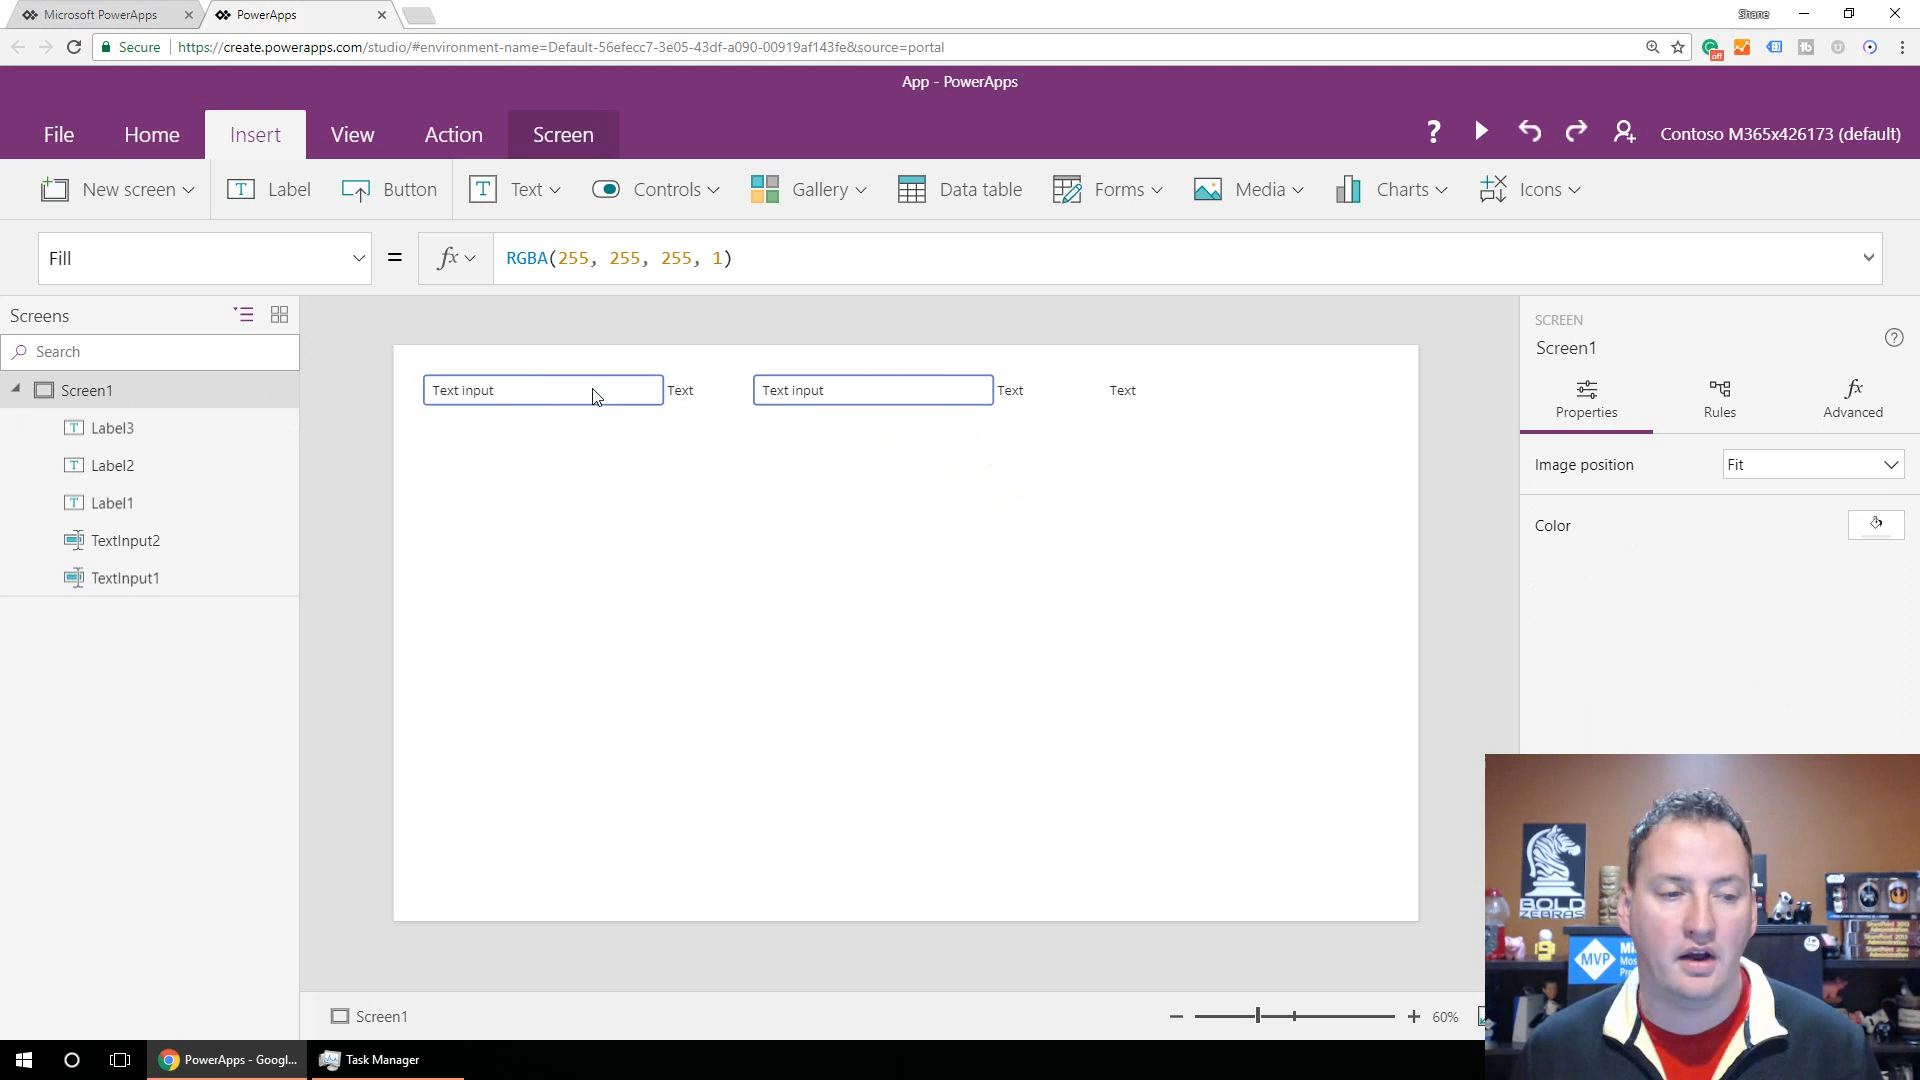 Microsoft PowerApps
PowerApps
Shane
Secure
https://create.powerapps.com/studio/#environment-name=Default-56efecc7-3e05-43df-a090-00919af143fe&source=portal
off
App - PowerApps
File
Home
Insert
View
Action
Screen
?
Contoso M365x426173 (default)
New screen
Label
Button
Text
Controls
Gallery
Data table
Forms
Media
Charts
Icons
Fill
=
fx
RGBA(255, 255, 255, 1)
Screens
Search
Screen1
Label3
Label2
Label1
TextInput2
TextInput1
Text input
Text
Text input
Text
Text
SCREEN
Screen1
Properties
Rules
Advanced
Image position
Fit
Color
BOLD
ZEBRAS
MVP
Screen1
60%
PowerApps - Googl...
Task Manager